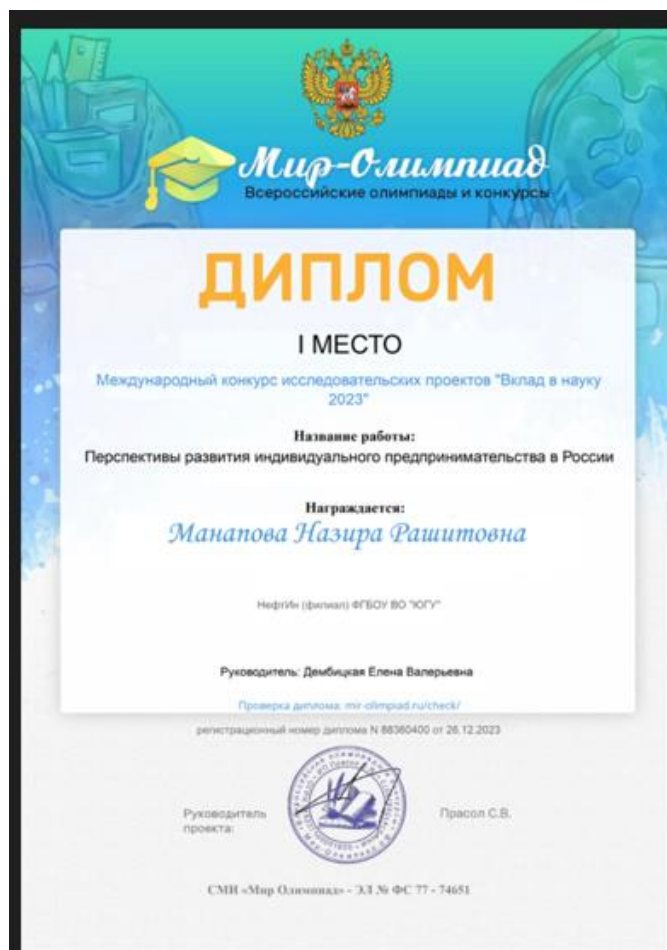 Мир-Олимпиад
Всероссийские олимпиады и конкурсы
ДИПЛОМ
I МЕСТО
Международный конкурс исследовательских проектов "Вклад в науку
2023"
Название работы:
Перспективы развития индивидуального предпринимательства в России
Награждается:
Манапова Назира Рашитовна
НефтИн (филиал) ФГБОУ ВО "ЮГУ"
Руководитель: Дембицкая Елена Валерьевна
Проверка диплома: mir-olimpiad.ru/check/
регистрационный номер диплома N 88360400 от 26.12.2023
Руководитель
проекта:
Прасол С.В.
СМИ «Мир Олимпиад» - ЭЛ № ФС 77 - 74651